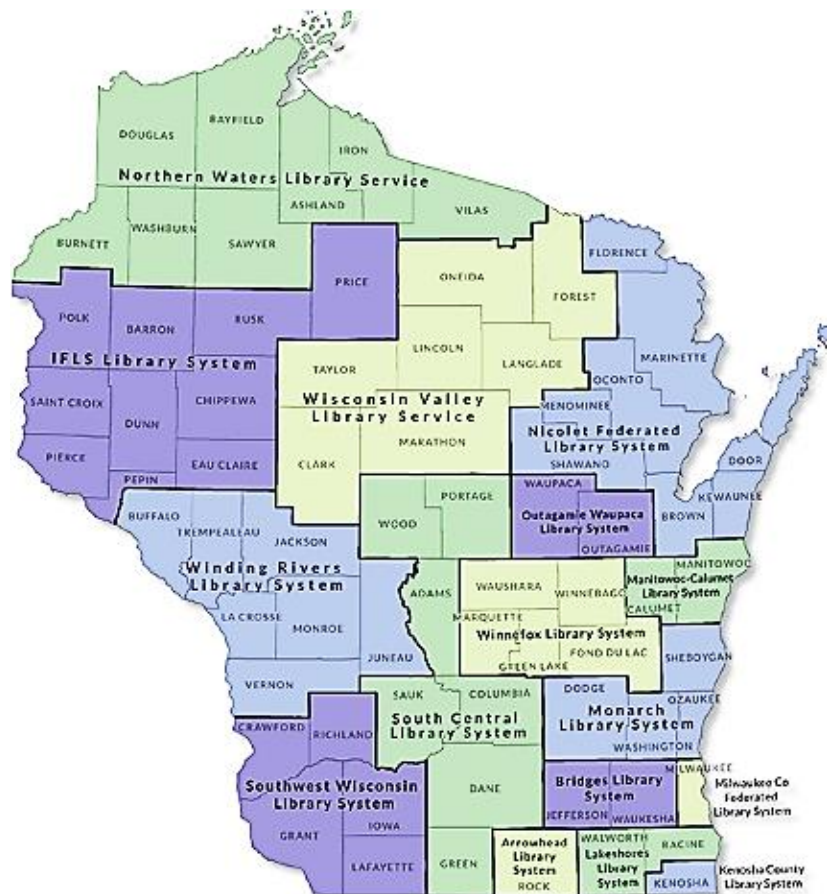 BAYFIELD
DOUGLAS
IRON
Northern Waters Library Service
ASHLAND
VILAS
WASHBURN
BURNETT
SAWYER
FLORENCE
PRICE
ONEIDA
FOREST
POLK
BARRON
RUSK
LINCOLN
MARINETTE
IFLS Library System
TAYLOR
LANGLADE
OCONTO
SAINT CROIX
CHIPPEWA
Wisconsin Valley
Library Service
MENOMINEE
DUNN
Nicolet Federated
Library System
MARATHON
PIERCE
CLARK
EAU CLAIRE
SHAWANO
DOOR
PEPIN
WAUPACA
KEWAUNEE
BUFFALO
PORTAGE
BROWN
TREMPEALEAU
WOOD
Outagamie Waupaca
Library System
JACKSON
OUTAGAMIE
Winding Rivers
Library System
MANITOWOC
Manitowoc-Calumet
Library System
ADAMS
WAUSHARA
WINNEBAGO
CALUMET
LA CROSSE
MONROE
MARQUETTE
Winnefox Library System
JUNEAU
GREEN LAKE
FOND DU LAC
SHEBOYGAN
VERNON
SAUK
COLUMBIA
DODGE
OZAUKEE
South Central
Library System
Monarch
Library System
CRAWFORD
RICHLAND
WASHINGTON
MILWAUKEE
Milwaukee Co
Federated
Library System
Southwest Wisconsin
Library System
DANE
Bridges Library
System
JEFFERSON
WAUKESHA
GRANT
IOWA
LAFAYETTE
GREEN
Arrowhead
Library
System
ROCK
WALWORTH
Lakeshores
Library
System
RACINE
KENOSHA
Kenosha County
Library System